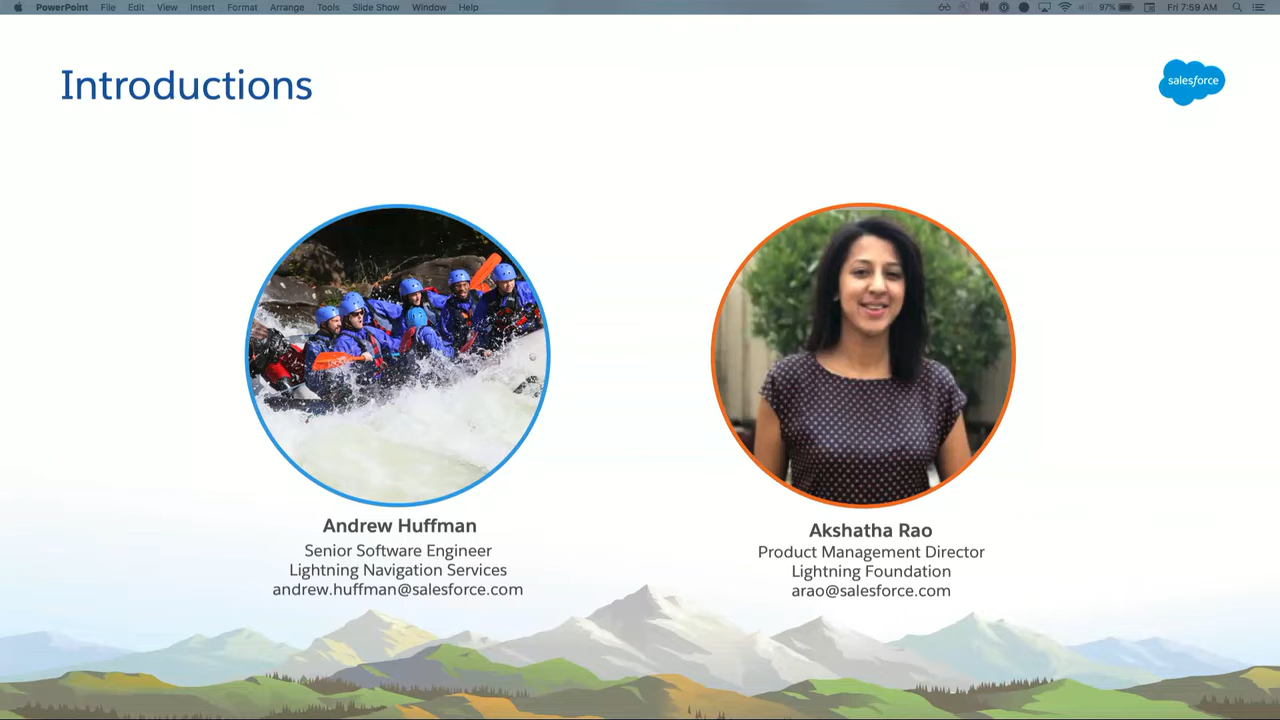 PowerPoint File Edit View Insert Format Arrange Tools Slide Show Window Help 97% Fri 7:59 AM
Introductions
salesforce
Andrew Huffman
Senior Software Engineer
Lightning Navigation Services
andrew.huffman@salesforce.com
Akshatha Rao
Product Management Director
Lightning Foundation
arao@salesforce.com